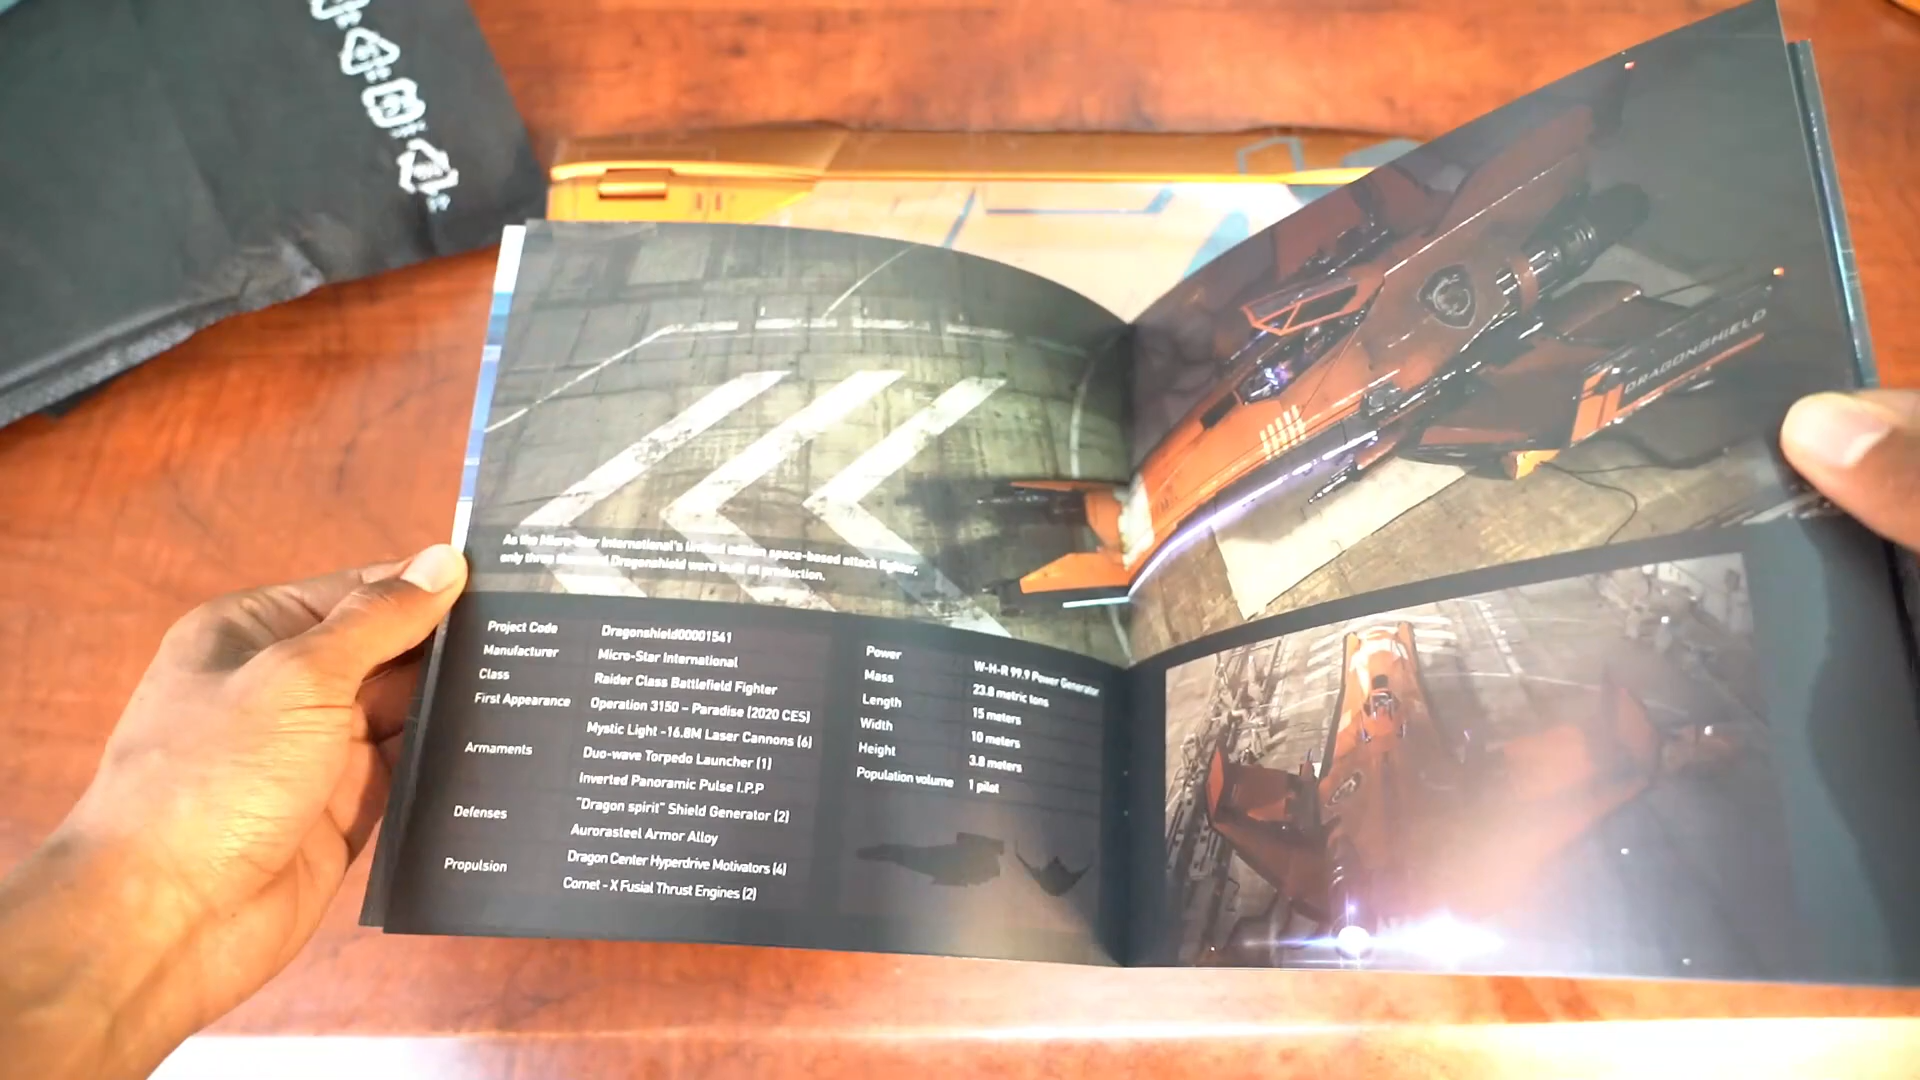 DRAGONSHIELD
As the Micro-Star International's limited edition space-based attack fighter,
only three Dragonshield were built at production.
Project Code Dragonshield00001541
Manufacturer Micro-Star International
Class Raider Class Battlefield Fighter
First Appearance Operation 3150 – Paradise (2020 CES)
Armaments Mystic Light -16.8M Laser Cannons (6)
Duo-wave Torpedo Launcher (1)
Inverted Panoramic Pulse I.P.P
Defenses "Dragon spirit" Shield Generator (2)
Aurorasteel Armor Alloy
Propulsion Dragon Center Hyperdrive Motivators (4)
Comet - X Fusial Thrust Engines (2)
Power W-H-R 99.9 Power Generator
Mass 23.8 metric tons
Length 15 meters
Width 10 meters
Height 3.8 meters
Population volume 1 pilot